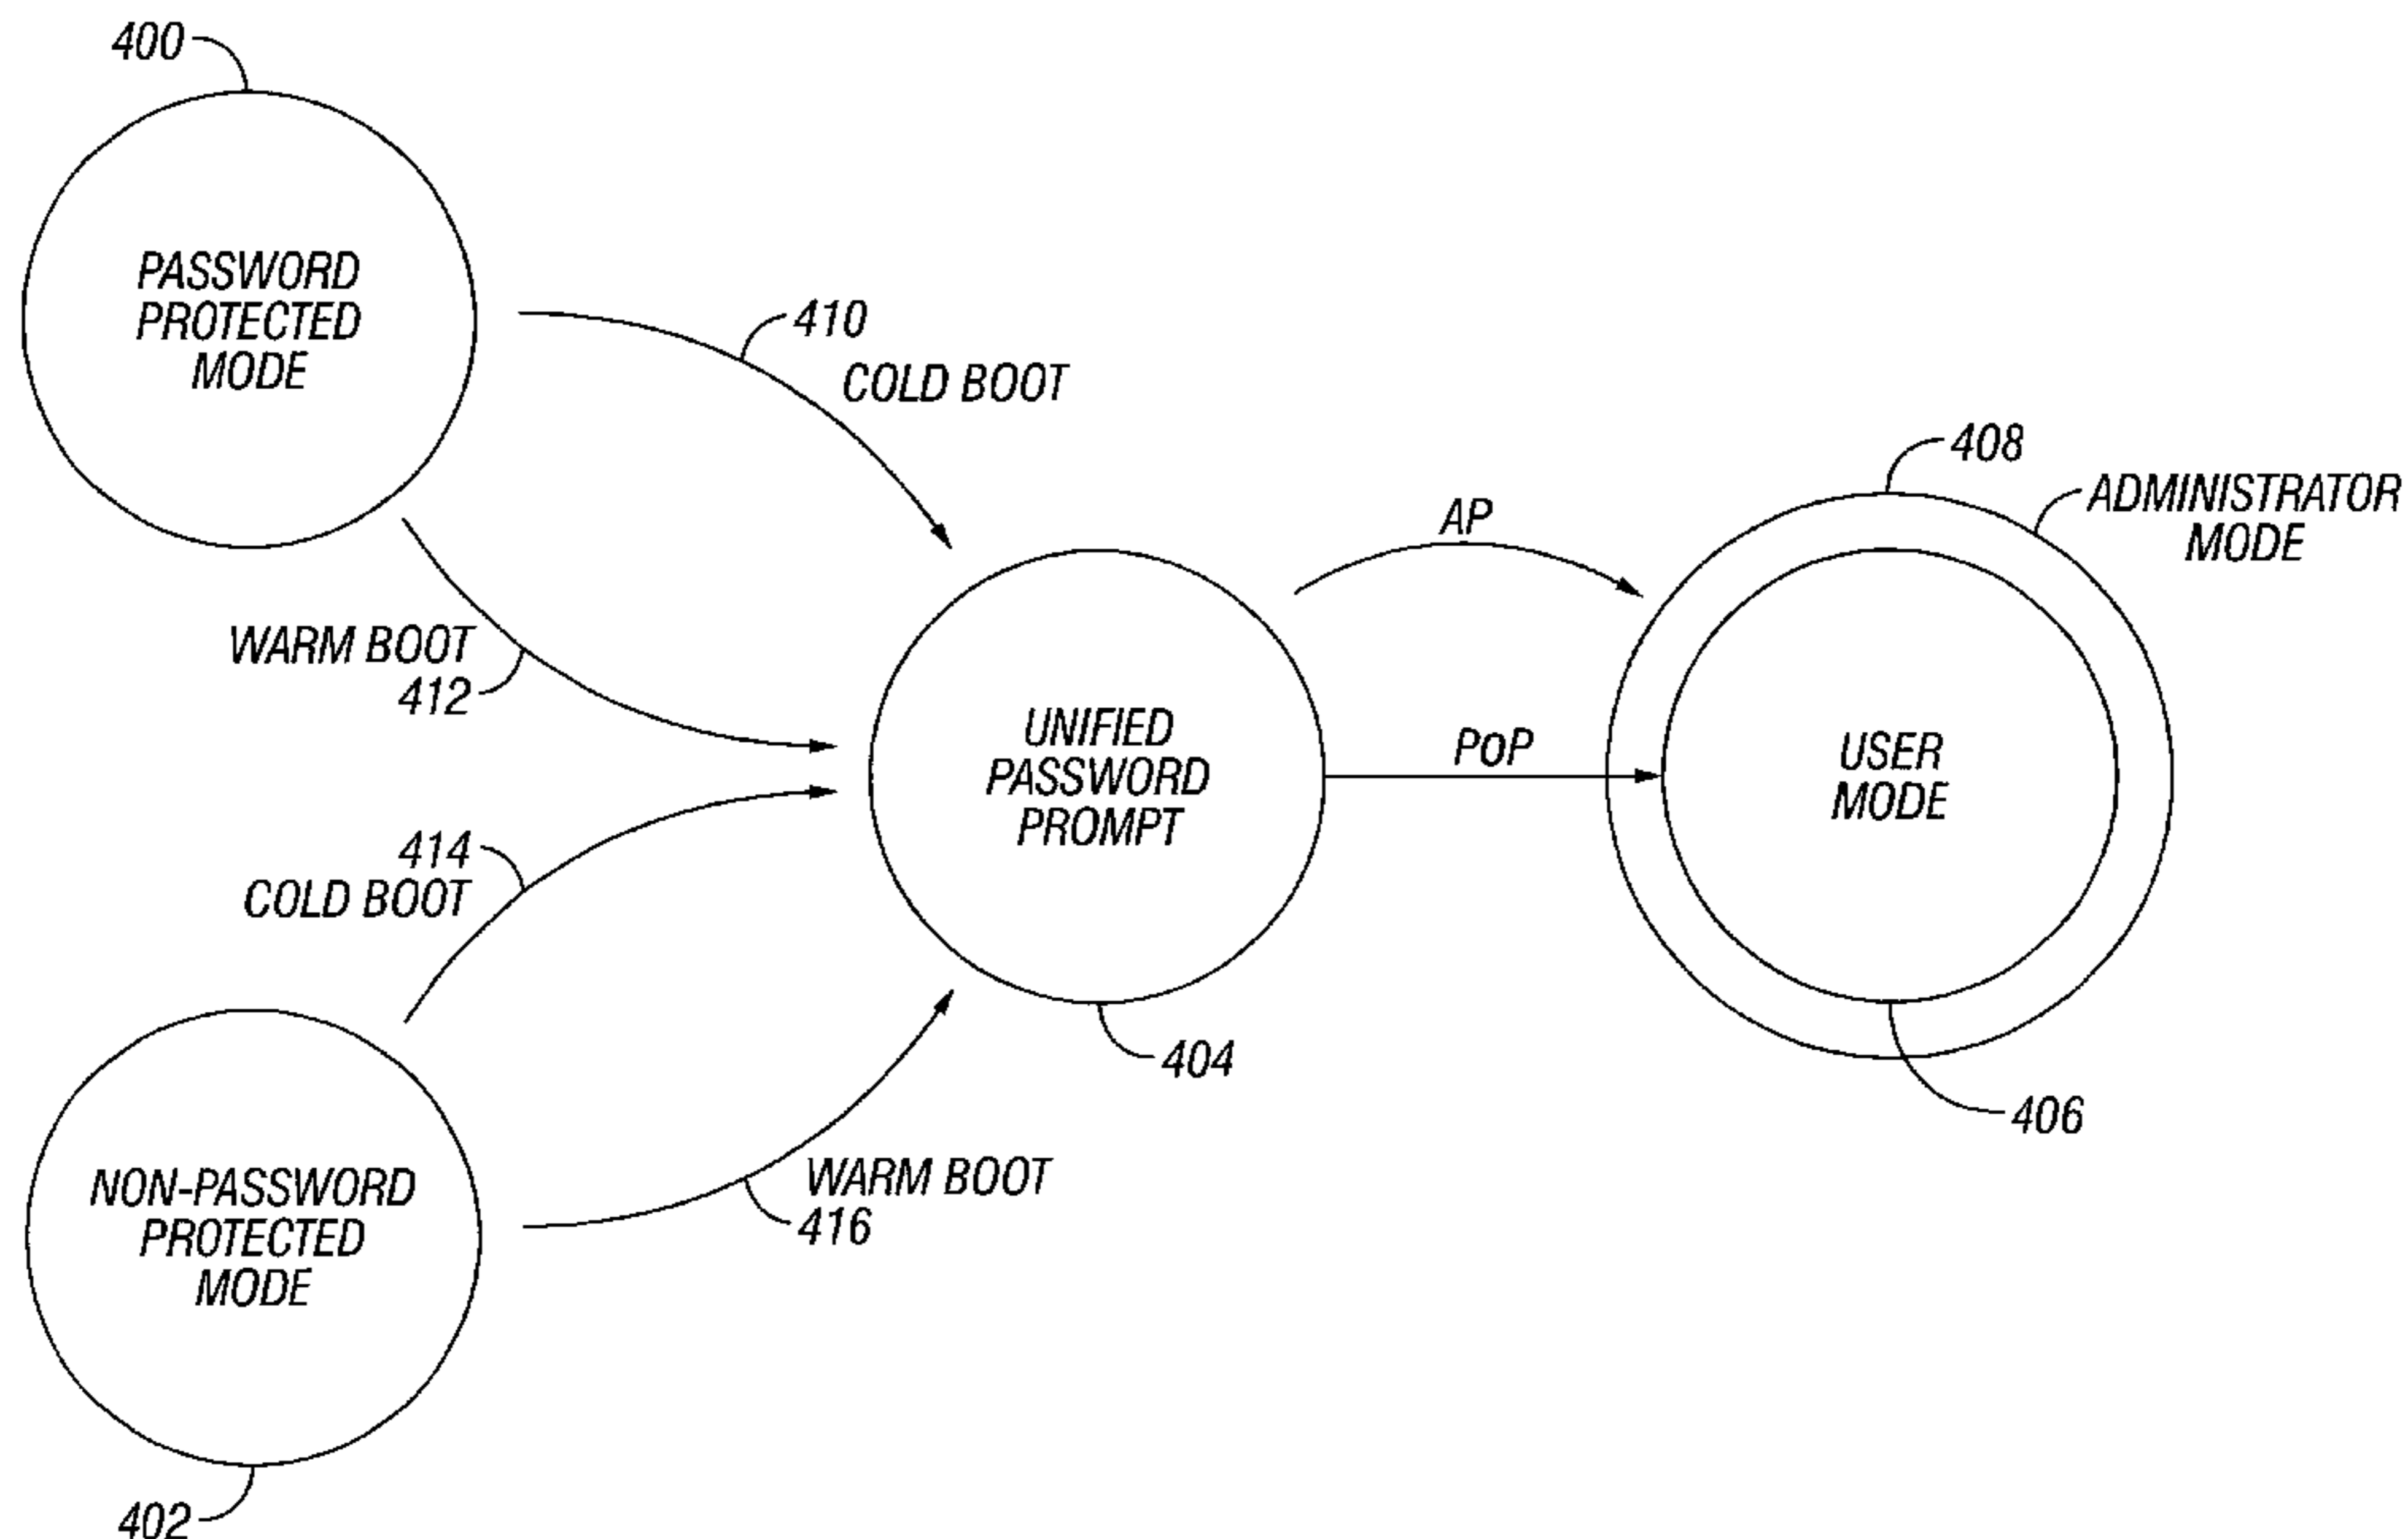 400
PASSWORD
PROTECTED
MODE
410
COLD BOOT
WARM BOOT
412
414
COLD BOOT
NON-PASSWORD
PROTECTED
MODE
402
WARM BOOT
416
UNIFIED
PASSWORD
PROMPT
404
AP
POP
408
ADMINISTRATOR
MODE
USER
MODE
406